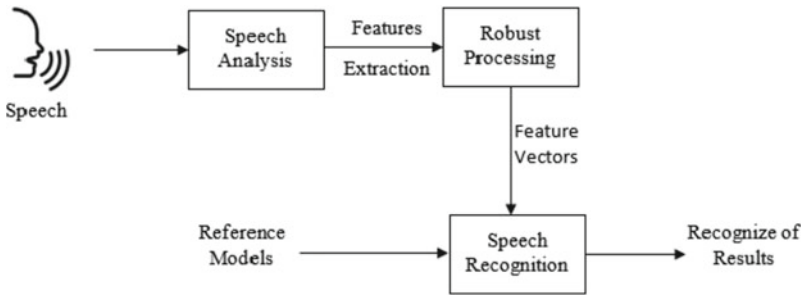 Speech
Speech
Analysis
Features
Extraction
Robust
Processing
Feature
Vectors
Reference
Models
Speech
Recognition
Recognize of
Results